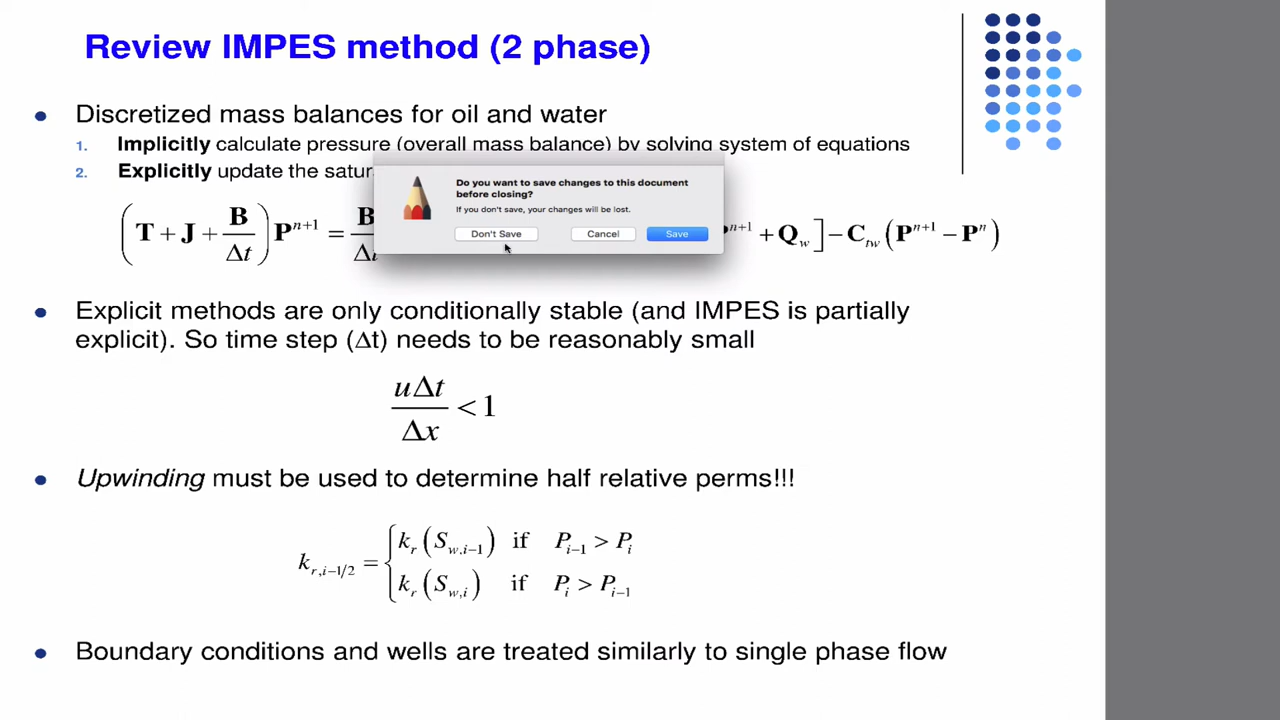 Review IMPES method (2 phase)
• Discretized mass balances for oil and water
1. Implicitly calculate pressure (overall mass balance) by solving system of equations
2. Explicitly update the satur
Do you want to save changes to this document
before closing?
If you don't save, your changes will be lost.
Don't Save Cancel Save
(T + J + B/Δt) P^{n+1} = B/Δt
^{n+1} + Q_w ] − C_{tw} (P^{n+1} − P^n)
• Explicit methods are only conditionally stable (and IMPES is partially
explicit). So time step (Δt) needs to be reasonably small
uΔt/Δx < 1
• Upwinding must be used to determine half relative perms!!!
k_{r,i−1/2} = { k_r (S_{w,i−1}) if P_{i−1} > P_i
k_r (S_{w,i}) if P_i > P_{i−1}
• Boundary conditions and wells are treated similarly to single phase flow